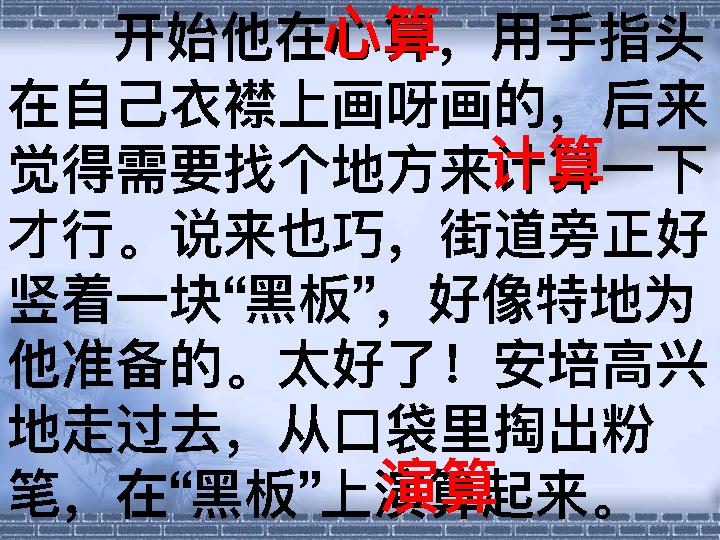 开始他在心算，用手指头
在自己衣襟上画呀画的，后来
觉得需要找个地方来计算一下
才行。说来也巧，街道旁正好
竖着一块“黑板”，好像特地为
他准备的。太好了！安培高兴
地走过去，从口袋里掏出粉
笔，在“黑板”上演算起来。